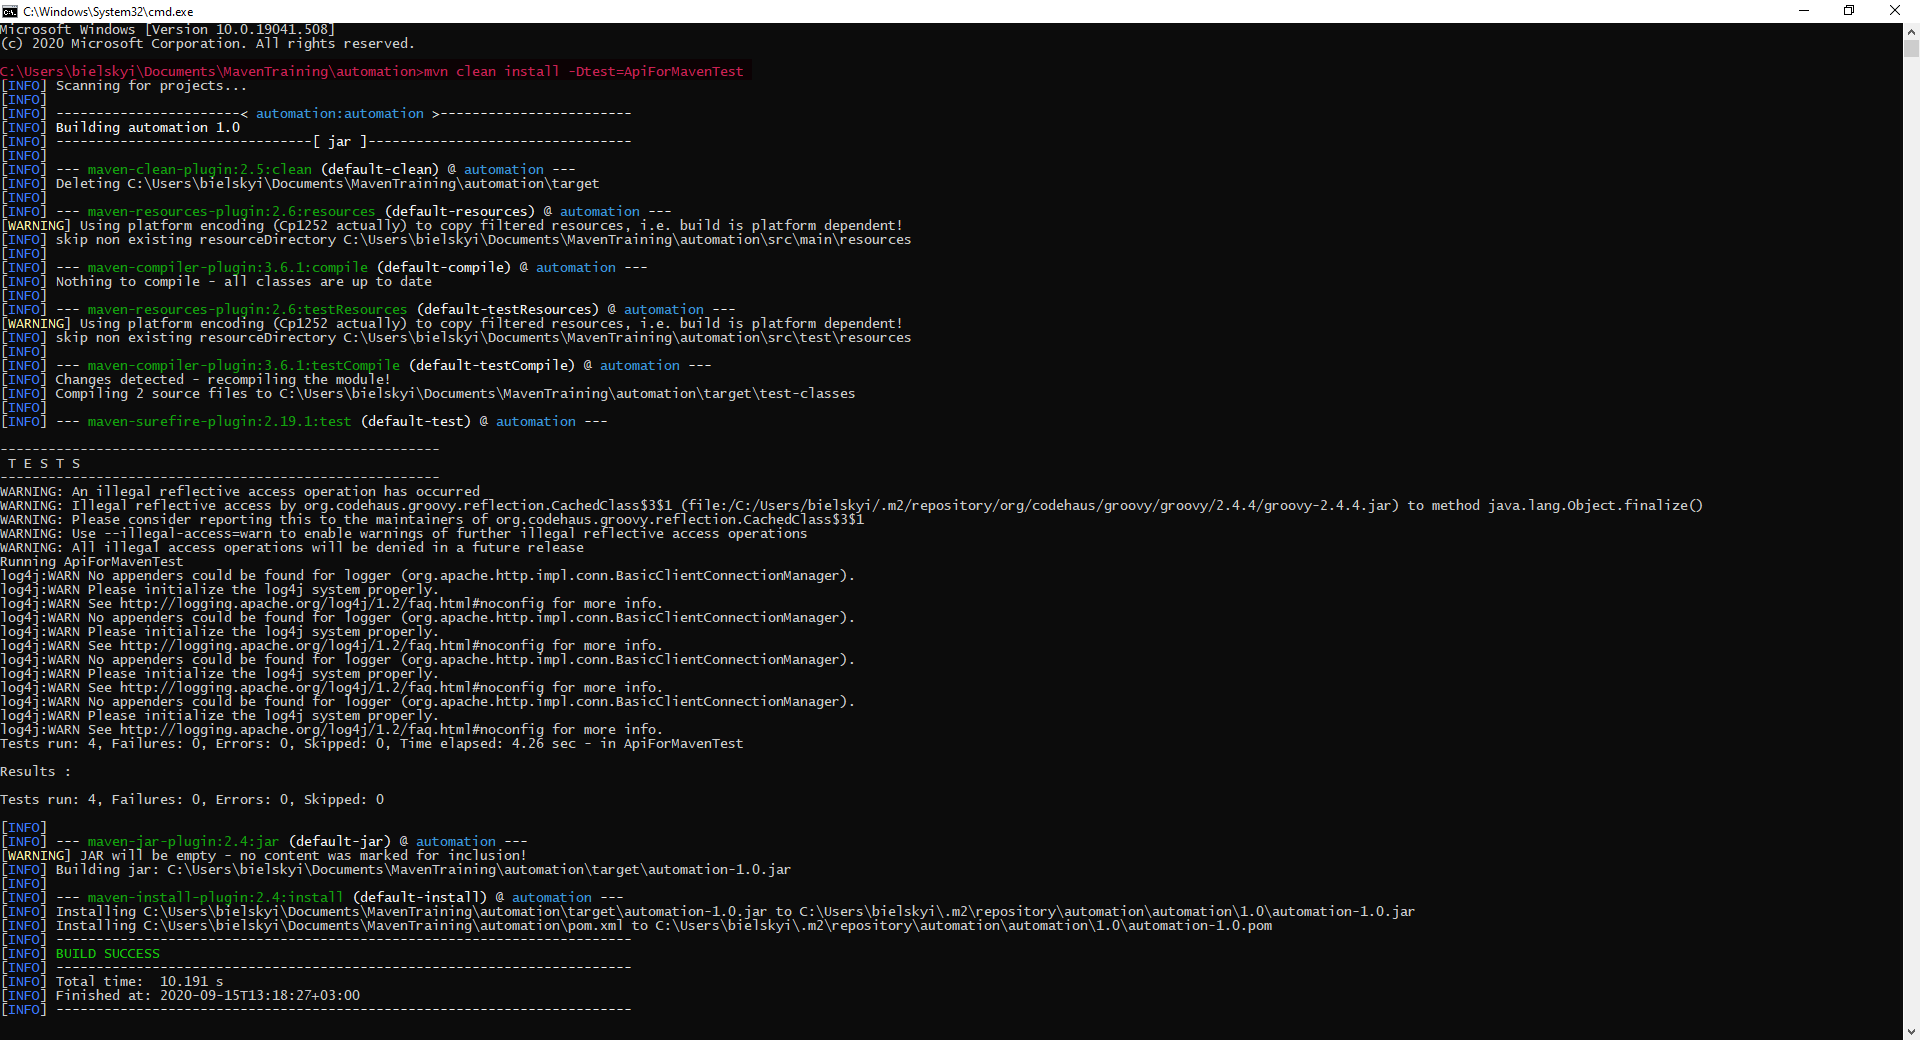 C:\Windows\System32\cmd.exe
Microsoft Windows [Version 10.0.19041.508]
(c) 2020 Microsoft Corporation. All rights reserved.
C:\Users\bielskyi\Documents\MavenTraining\automation>mvn clean install -Dtest=ApiForMavenTest
[INFO] Scanning for projects...
[INFO]
[INFO] -----------------------< automation:automation >------------------------
[INFO] Building automation 1.0
[INFO] --------------------------------[ jar ]---------------------------------
[INFO]
[INFO] --- maven-clean-plugin:2.5:clean (default-clean) @ automation ---
[INFO] Deleting C:\Users\bielskyi\Documents\MavenTraining\automation\target
[INFO]
[INFO] --- maven-resources-plugin:2.6:resources (default-resources) @ automation ---
[WARNING] Using platform encoding (Cp1252 actually) to copy filtered resources, i.e. build is platform dependent!
[INFO] skip non existing resourceDirectory C:\Users\bielskyi\Documents\MavenTraining\automation\src\main\resources
[INFO]
[INFO] --- maven-compiler-plugin:3.6.1:compile (default-compile) @ automation ---
[INFO] Nothing to compile - all classes are up to date
[INFO]
[INFO] --- maven-resources-plugin:2.6:testResources (default-testResources) @ automation ---
[WARNING] Using platform encoding (Cp1252 actually) to copy filtered resources, i.e. build is platform dependent!
[INFO] skip non existing resourceDirectory C:\Users\bielskyi\Documents\MavenTraining\automation\src\test\resources
[INFO]
[INFO] --- maven-compiler-plugin:3.6.1:testCompile (default-testCompile) @ automation ---
[INFO] Changes detected - recompiling the module!
[INFO] Compiling 2 source files to C:\Users\bielskyi\Documents\MavenTraining\automation\target\test-classes
[INFO]
[INFO] --- maven-surefire-plugin:2.19.1:test (default-test) @ automation ---
-------------------------------------------------------
 T E S T S
-------------------------------------------------------
WARNING: An illegal reflective access operation has occurred
WARNING: Illegal reflective access by org.codehaus.groovy.reflection.CachedClass$3$1 (file:/C:/Users/bielskyi/.m2/repository/org/codehaus/groovy/groovy/2.4.4/groovy-2.4.4.jar) to method java.lang.Object.finalize()
WARNING: Please consider reporting this to the maintainers of org.codehaus.groovy.reflection.CachedClass$3$1
WARNING: Use --illegal-access=warn to enable warnings of further illegal reflective access operations
WARNING: All illegal access operations will be denied in a future release
Running ApiForMavenTest
log4j:WARN No appenders could be found for logger (org.apache.http.impl.conn.BasicClientConnectionManager).
log4j:WARN Please initialize the log4j system properly.
log4j:WARN See http://logging.apache.org/log4j/1.2/faq.html#noconfig for more info.
log4j:WARN No appenders could be found for logger (org.apache.http.impl.conn.BasicClientConnectionManager).
log4j:WARN Please initialize the log4j system properly.
log4j:WARN See http://logging.apache.org/log4j/1.2/faq.html#noconfig for more info.
log4j:WARN No appenders could be found for logger (org.apache.http.impl.conn.BasicClientConnectionManager).
log4j:WARN Please initialize the log4j system properly.
log4j:WARN See http://logging.apache.org/log4j/1.2/faq.html#noconfig for more info.
log4j:WARN No appenders could be found for logger (org.apache.http.impl.conn.BasicClientConnectionManager).
log4j:WARN Please initialize the log4j system properly.
log4j:WARN See http://logging.apache.org/log4j/1.2/faq.html#noconfig for more info.
Tests run: 4, Failures: 0, Errors: 0, Skipped: 0, Time elapsed: 4.26 sec - in ApiForMavenTest
Results :
Tests run: 4, Failures: 0, Errors: 0, Skipped: 0
[INFO]
[INFO] --- maven-jar-plugin:2.4:jar (default-jar) @ automation ---
[WARNING] JAR will be empty - no content was marked for inclusion!
[INFO] Building jar: C:\Users\bielskyi\Documents\MavenTraining\automation\target\automation-1.0.jar
[INFO]
[INFO] --- maven-install-plugin:2.4:install (default-install) @ automation ---
[INFO] Installing C:\Users\bielskyi\Documents\MavenTraining\automation\target\automation-1.0.jar to C:\Users\bielskyi\.m2\repository\automation\automation\1.0\automation-1.0.jar
[INFO] Installing C:\Users\bielskyi\Documents\MavenTraining\automation\pom.xml to C:\Users\bielskyi\.m2\repository\automation\automation\1.0\automation-1.0.pom
[INFO] ------------------------------------------------------------------------
[INFO] BUILD SUCCESS
[INFO] ------------------------------------------------------------------------
[INFO] Total time:  10.191 s
[INFO] Finished at: 2020-09-15T13:18:27+03:00
[INFO] ------------------------------------------------------------------------